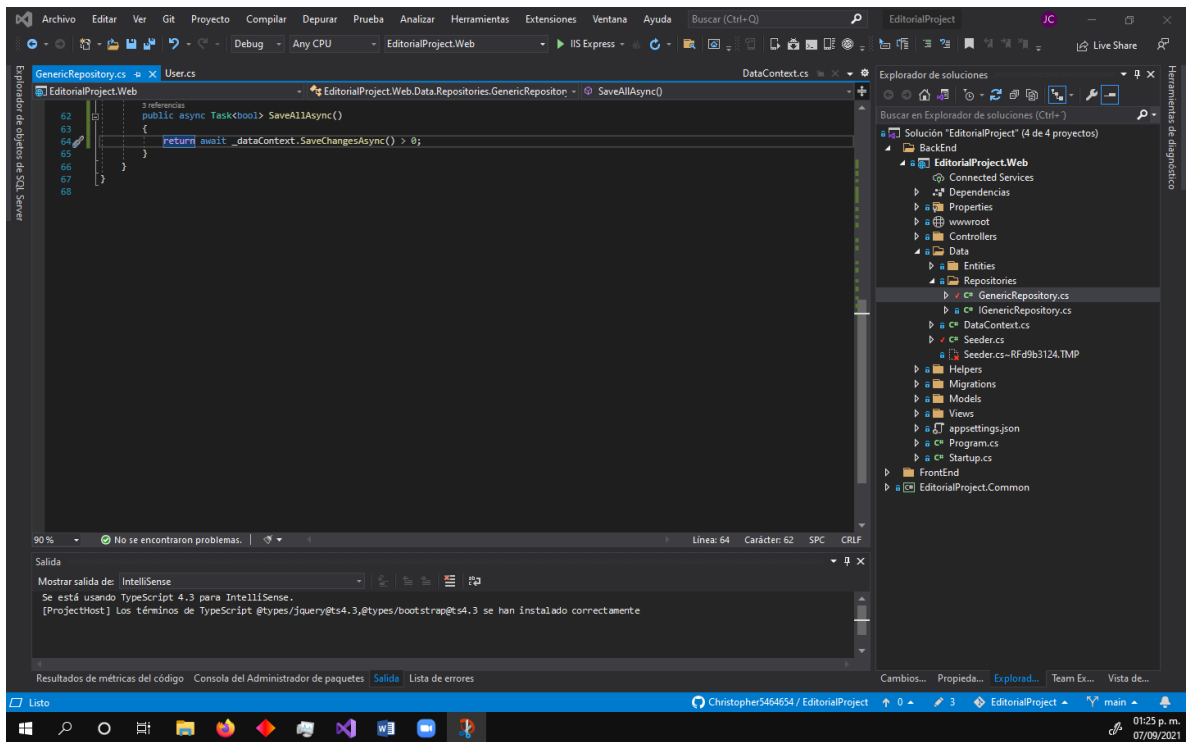 Archivo Editar Ver Git Proyecto Compilar Depurar Prueba Analizar Herramientas Extensiones Ventana Ayuda Buscar (Ctrl+Q) EditorialProject JC
Debug Any CPU EditorialProject.Web IIS Express Live Share
Explorador de objetos de SQL Server
GenericRepository.cs User.cs DataContext.cs
EditorialProject.Web EditorialProject.Web.Data.Repositories.GenericRepositor SaveAllAsync()
3 referencias
62 public async Task<bool> SaveAllAsync()
63 {
64 return await _dataContext.SaveChangesAsync() > 0;
65 }
66 }
67 }
68
90 % No se encontraron problemas. Línea: 64 Carácter: 62 SPC CRLF
Salida
Mostrar salida de: IntelliSense
Se está usando TypeScript 4.3 para IntelliSense.
[ProjectHost] Los términos de TypeScript @types/jquery@ts4.3,@types/bootstrap@ts4.3 se han instalado correctamente
Resultados de métricas del código Consola del Administrador de paquetes Salida Lista de errores
Explorador de soluciones
Buscar en Explorador de soluciones (Ctrl+¨)
Solución "EditorialProject" (4 de 4 proyectos)
BackEnd
EditorialProject.Web
Connected Services
Dependencias
Properties
wwwroot
Controllers
Data
Entities
Repositories
C# GenericRepository.cs
C# IGenericRepository.cs
C# DataContext.cs
C# Seeder.cs
Seeder.cs~RFd9b3124.TMP
Helpers
Migrations
Models
Views
appsettings.json
C# Program.cs
C# Startup.cs
FrontEnd
C# EditorialProject.Common
Cambios... Propieda... Explorad... Team Ex... Vista de...
Herramientas de diagnóstico
Listo Christopher5464654 / EditorialProject 0 3 EditorialProject main
01:25 p. m.
07/09/2021